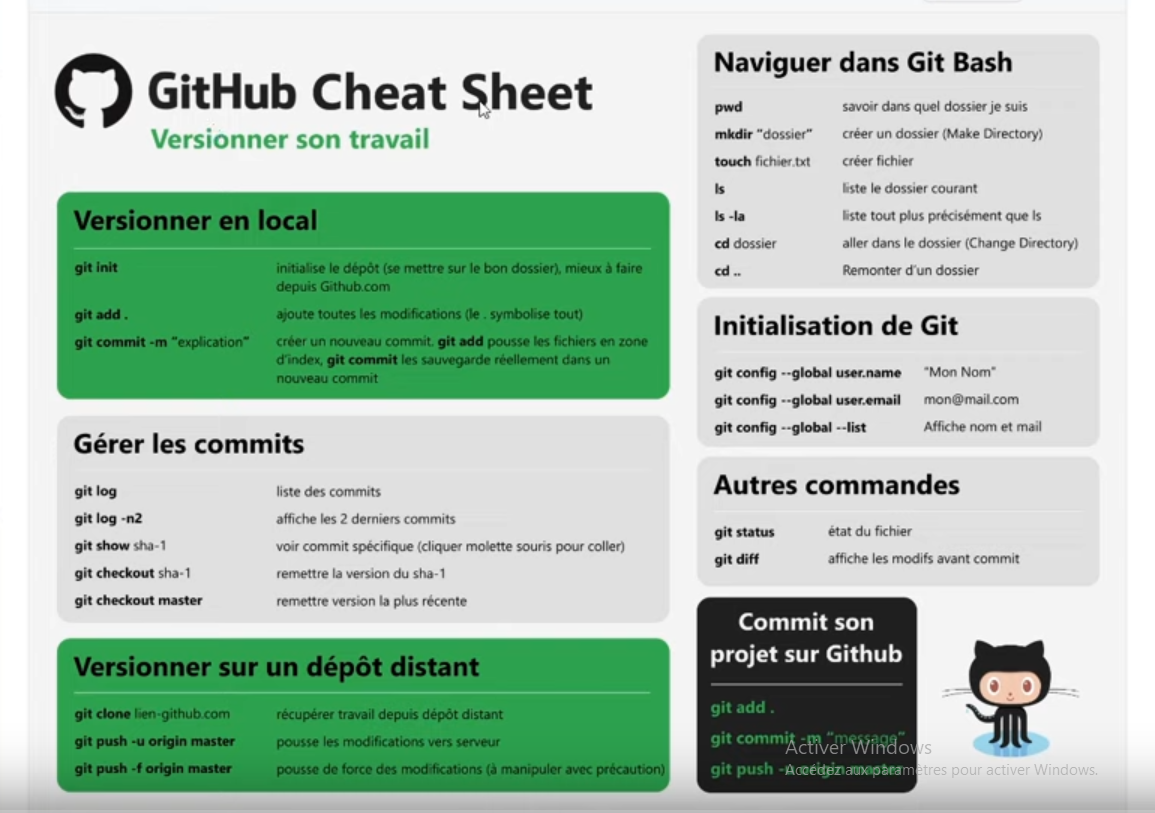 GitHub Cheat Sheet
Versionner son travail
Versionner en local
git init initialise le dépôt (se mettre sur le bon dossier), mieux à faire
depuis Github.com
git add . ajoute toutes les modifications (le . symbolise tout)
git commit -m "explication" créer un nouveau commit. git add pousse les fichiers en zone
d'index, git commit les sauvegarde réellement dans un
nouveau commit
Gérer les commits
git log liste des commits
git log -n2 affiche les 2 derniers commits
git show sha-1 voir commit spécifique (cliquer molette souris pour coller)
git checkout sha-1 remettre la version du sha-1
git checkout master remettre version la plus récente
Versionner sur un dépôt distant
git clone lien-github.com récupérer travail depuis dépôt distant
git push -u origin master pousse les modifications vers serveur
git push -f origin master pousse de force des modifications (à manipuler avec précaution)
Naviguer dans Git Bash
pwd savoir dans quel dossier je suis
mkdir "dossier" créer un dossier (Make Directory)
touch fichier.txt créer fichier
ls liste le dossier courant
ls -la liste tout plus précisément que ls
cd dossier aller dans le dossier (Change Directory)
cd .. Remonter d'un dossier
Initialisation de Git
git config --global user.name "Mon Nom"
git config --global user.email mon@mail.com
git config --global --list Affiche nom et mail
Autres commandes
git status état du fichier
git diff affiche les modifs avant commit
Commit son
projet sur Github
git add .
git commit -m "message"
git push -u origin master
Activer Windows
Accédez aux paramètres pour activer Windows.